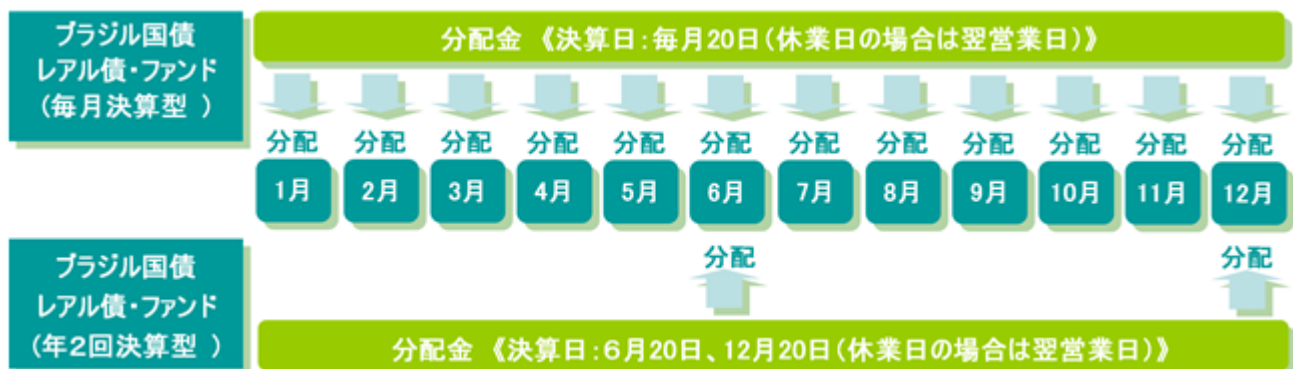 ブラジル国債
レアル債・ファンド
(毎月決算型 )
分配金 《決算日:毎月20日(休業日の場合は翌営業日)》
分配 分配 分配 分配 分配 分配 分配 分配 分配 分配 分配 分配
1月 2月 3月 4月 5月 6月 7月 8月 9月 10月 11月 12月
ブラジル国債
レアル債・ファンド
(年2回決算型 )
分配 分配
分配金 《決算日:6月20日、12月20日(休業日の場合は翌営業日)》